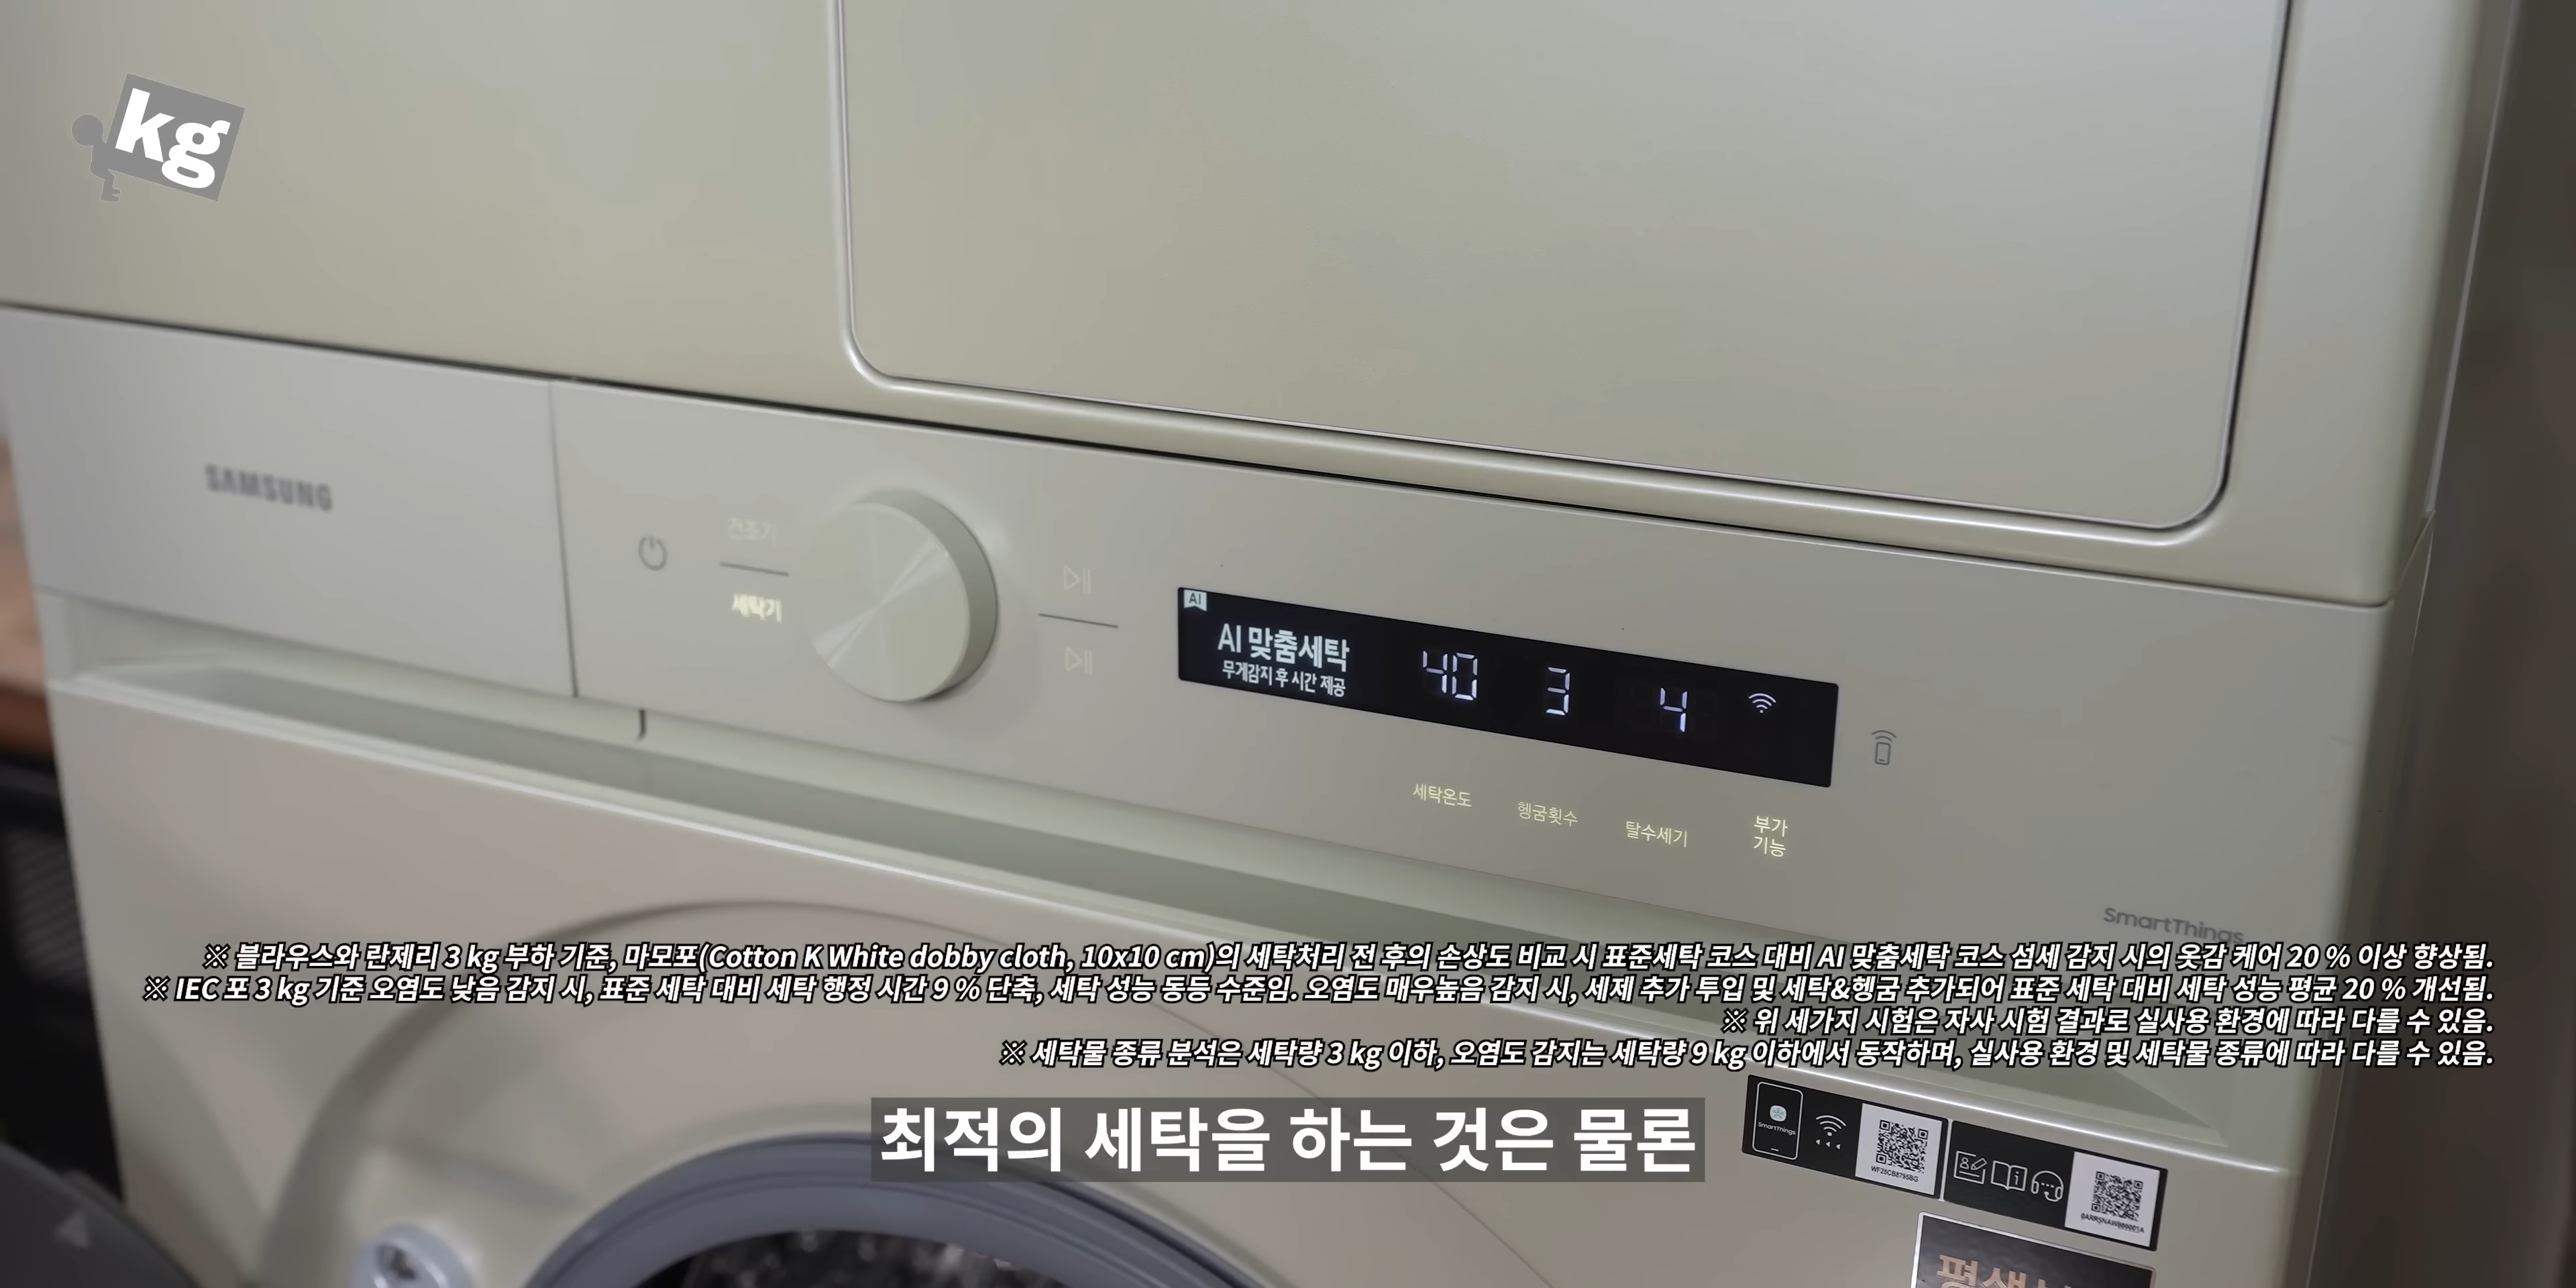 kg
SAMSUNG
건조기
세탁기
AI
AI 맞춤세탁
무게감지 후 시간 제공
40 3 4
세탁온도 헹굼횟수 탈수세기 부가
기능
SmartThings
※ 블라우스와 란제리 3 kg 부하 기준, 마모포(Cotton K White dobby cloth, 10x10 cm)의 세탁처리 전 후의 손상도 비교 시 표준세탁 코스 대비 AI 맞춤세탁 코스 섬세 감지 시의 옷감 케어 20 % 이상 향상됨.
※ IEC 포 3 kg 기준 오염도 낮음 감지 시, 표준 세탁 대비 세탁 행정 시간 9 % 단축, 세탁 성능 동등 수준임. 오염도 매우높음 감지 시, 세제 추가 투입 및 세탁&헹굼 추가되어 표준 세탁 대비 세탁 성능 평균 20 % 개선됨.
※ 위 세가지 시험은 자사 시험 결과로 실사용 환경에 따라 다를 수 있음.
※ 세탁물 종류 분석은 세탁량 3 kg 이하, 오염도 감지는 세탁량 9 kg 이하에서 동작하며, 실사용 환경 및 세탁물 종류에 따라 다를 수 있음.
최적의 세탁을 하는 것은 물론
SmartThings
WF25CB8795BG